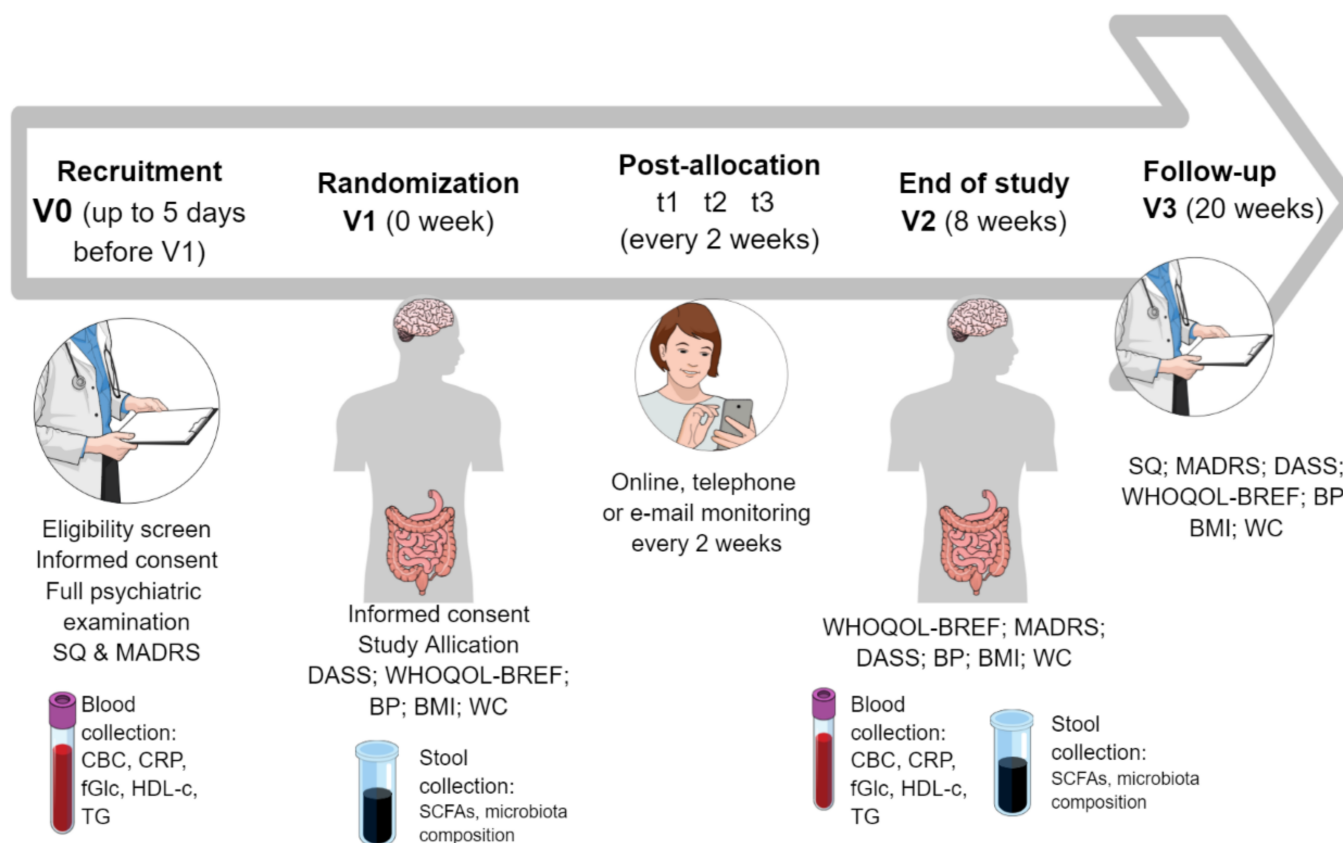 Recruitment
V0 (up to 5 days
before V1)
Randomization
V1 (0 week)
Post-allocation
t1 t2 t3
(every 2 weeks)
End of study
V2 (8 weeks)
Follow-up
V3 (20 weeks)
Eligibility screen
Informed consent
Full psychiatric
examination
SQ & MADRS
Blood
collection:
CBC, CRP,
fGlc, HDL-c,
TG
Informed consent
Study Allication
DASS; WHOQOL-BREF;
BP; BMI; WC
Stool
collection:
SCFAs, microbiota
composition
Online, telephone
or e-mail monitoring
every 2 weeks
WHOQOL-BREF; MADRS;
DASS; BP; BMI; WC
Blood
collection:
CBC, CRP,
fGlc, HDL-c,
TG
Stool
collection:
SCFAs, microbiota
composition
SQ; MADRS; DASS;
WHOQOL-BREF; BP
BMI; WC